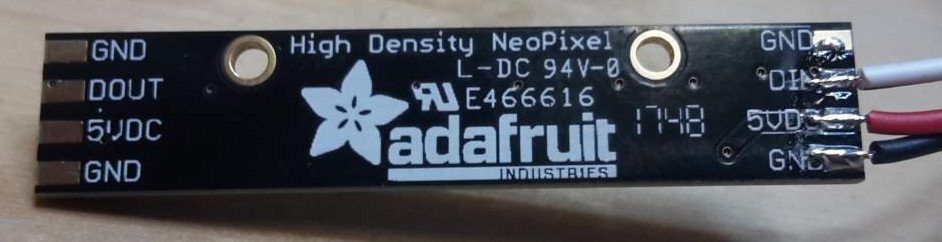 GND
DOUT
5VDC
GND
High Density NeoPixel
L-DC 94V-0
E466616
adafruit
INDUSTRIES
1748
GND
DIN
5VDC
GND